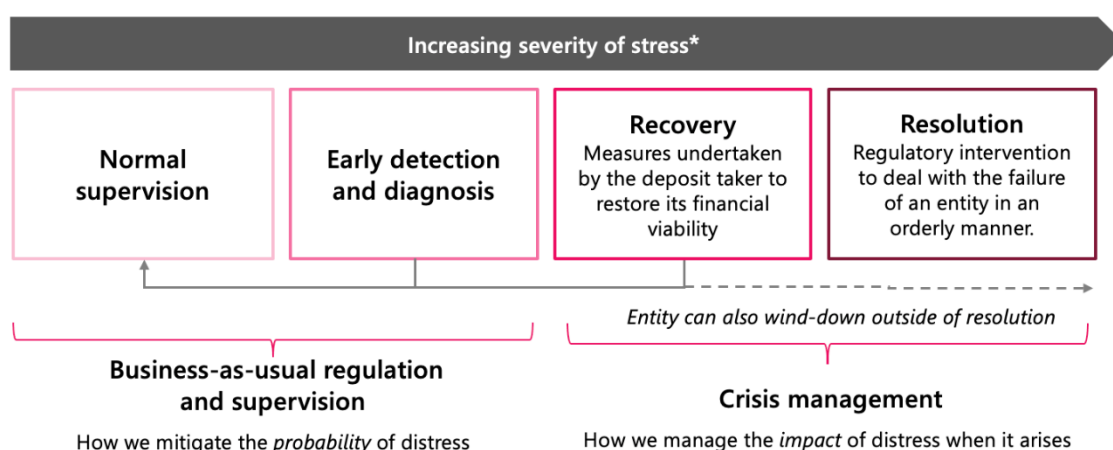 Increasing severity of stress*
Normal
supervision
Early detection
and diagnosis
Recovery
Measures undertaken
by the deposit taker to
restore its financial
viability
Resolution
Regulatory intervention
to deal with the failure
of an entity in an
orderly manner.
Entity can also wind-down outside of resolution
Business-as-usual regulation
and supervision
How we mitigate the probability of distress
Crisis management
How we manage the impact of distress when it arises